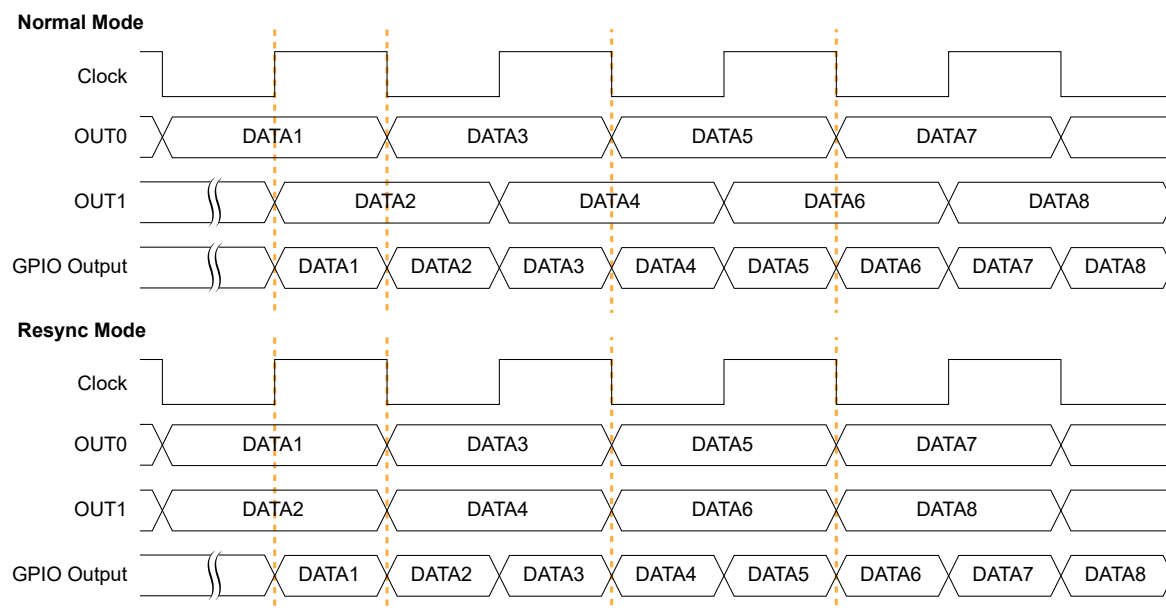 Normal Mode
Clock
OUT0 DATA1 DATA3 DATA5 DATA7
OUT1 DATA2 DATA4 DATA6 DATA8
GPIO Output DATA1 DATA2 DATA3 DATA4 DATA5 DATA6 DATA7 DATA8
Resync Mode
Clock
OUT0 DATA1 DATA3 DATA5 DATA7
OUT1 DATA2 DATA4 DATA6 DATA8
GPIO Output DATA1 DATA2 DATA3 DATA4 DATA5 DATA6 DATA7 DATA8